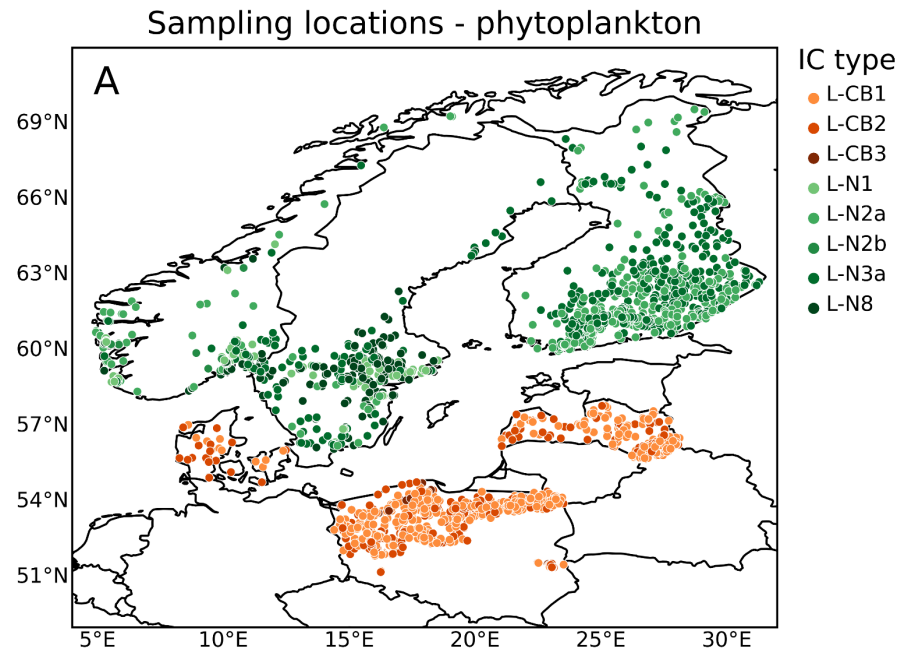 Sampling locations - phytoplankton
A
IC type
L-CB1
L-CB2
L-CB3
L-N1
L-N2a
L-N2b
L-N3a
L-N8
69°N
66°N
63°N
60°N
57°N
54°N
51°N
5°E 10°E 15°E 20°E 25°E 30°E